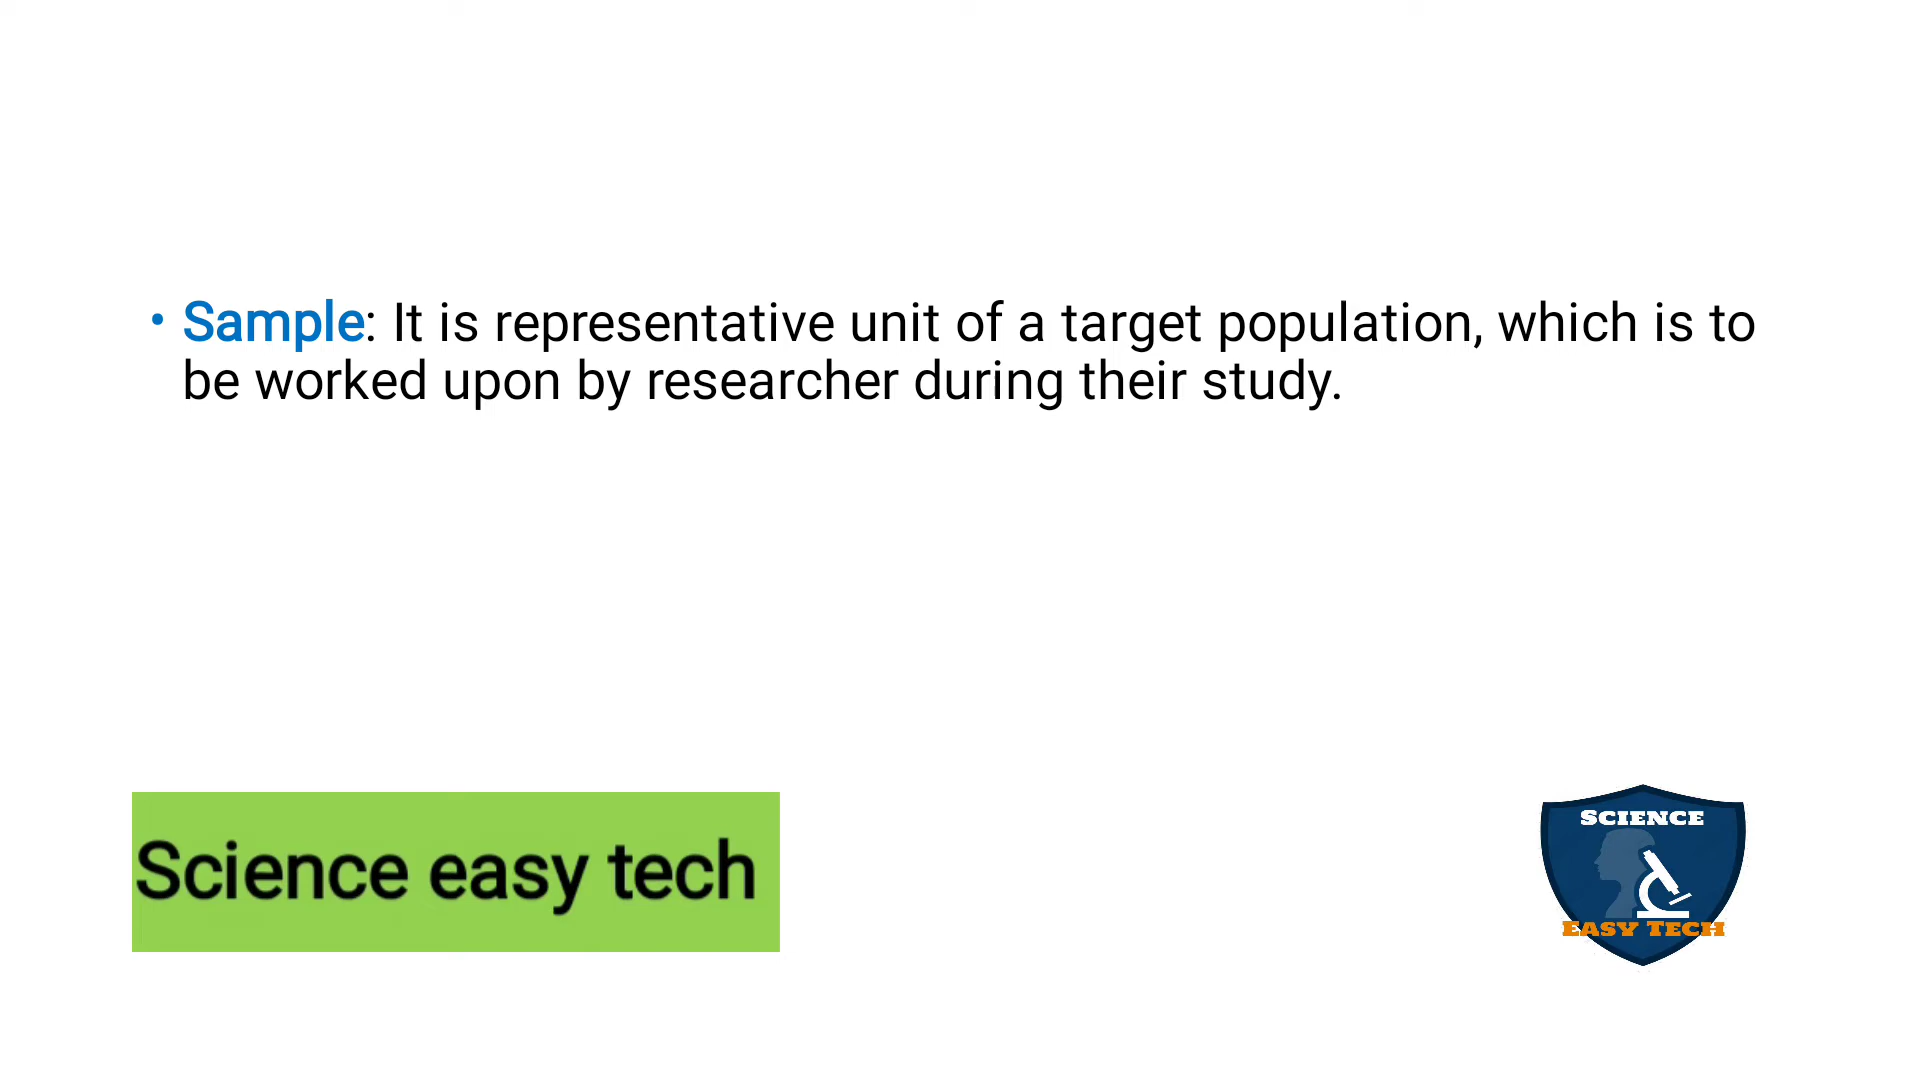 • Sample: It is representative unit of a target population, which is to
be worked upon by researcher during their study.
Science easy tech
SCIENCE
EASY TECH